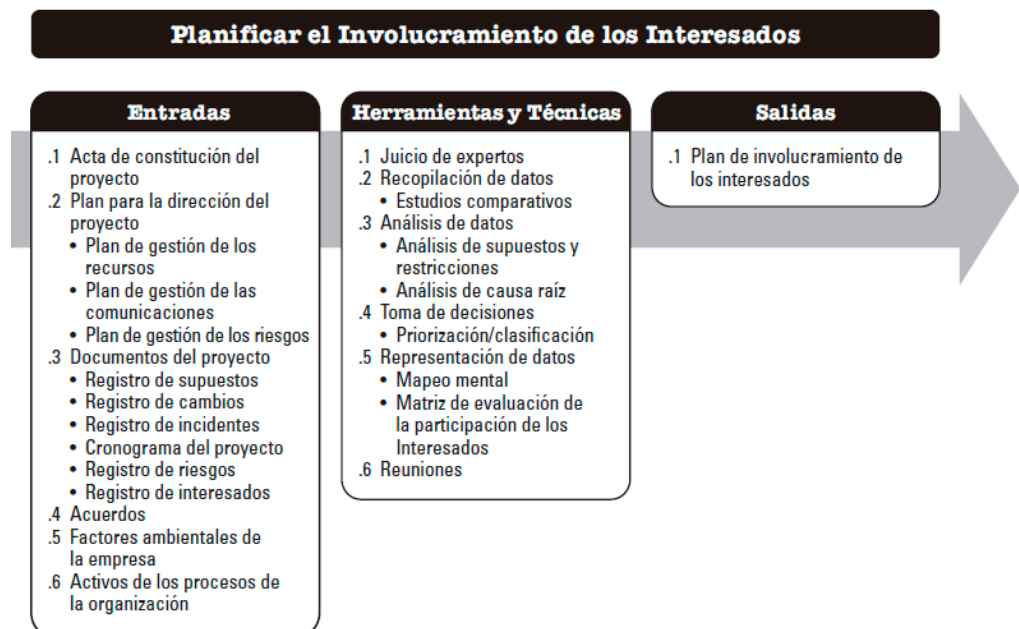 Planificar el Involucramiento de los Interesados
Entradas
.1 Acta de constitución del
proyecto
.2 Plan para la dirección del
proyecto
• Plan de gestión de los
recursos
• Plan de gestión de las
comunicaciones
• Plan de gestión de los riesgos
.3 Documentos del proyecto
• Registro de supuestos
• Registro de cambios
• Registro de incidentes
• Cronograma del proyecto
• Registro de riesgos
• Registro de interesados
.4 Acuerdos
.5 Factores ambientales de
la empresa
.6 Activos de los procesos de
la organización
Herramientas y Técnicas
.1 Juicio de expertos
.2 Recopilación de datos
• Estudios comparativos
.3 Análisis de datos
• Análisis de supuestos y
restricciones
• Análisis de causa raíz
.4 Toma de decisiones
• Priorización/clasificación
.5 Representación de datos
• Mapeo mental
• Matriz de evaluación de
la participación de los
Interesados
.6 Reuniones
Salidas
.1 Plan de involucramiento de
los interesados